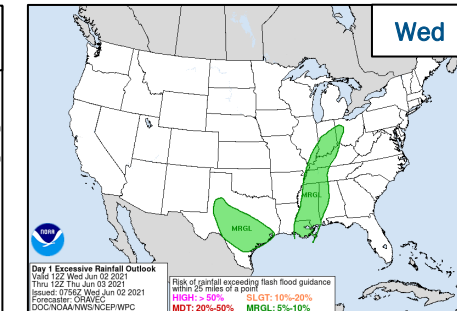 Wed
MRGL
MRGL
NOAA
Day 1 Excessive Rainfall Outlook
Valid 12Z Wed Jun 02 2021
Thru 12Z Thu Jun 03 2021
Issued: 0756Z Wed Jun 02 2021
Forecaster: ORAVEC
DOC/NOAA/NWS/NCEP/WPC
Risk of rainfall exceeding flash flood guidance
within 25 miles of a point
HIGH: > 50% SLGT: 10%-20%
MDT: 20%-50% MRGL: 5%-10%